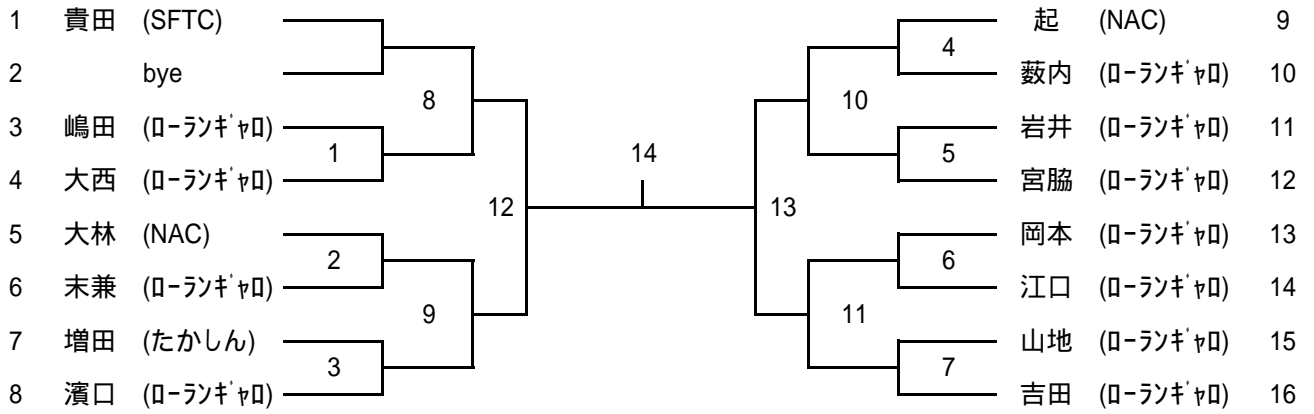 1 貴田 (SFTC)
2 bye
3 嶋田 (ﾛｰﾗﾝｷﾞｬﾛ)
4 大西 (ﾛｰﾗﾝｷﾞｬﾛ)
5 大林 (NAC)
6 末兼 (ﾛｰﾗﾝｷﾞｬﾛ)
7 増田 (たかしん)
8 濱口 (ﾛｰﾗﾝｷﾞｬﾛ)
1
2
3
8
9
12
14
13
10
11
4
5
6
7
起 (NAC) 9
薮内 (ﾛｰﾗﾝｷﾞｬﾛ) 10
岩井 (ﾛｰﾗﾝｷﾞｬﾛ) 11
宮脇 (ﾛｰﾗﾝｷﾞｬﾛ) 12
岡本 (ﾛｰﾗﾝｷﾞｬﾛ) 13
江口 (ﾛｰﾗﾝｷﾞｬﾛ) 14
山地 (ﾛｰﾗﾝｷﾞｬﾛ) 15
吉田 (ﾛｰﾗﾝｷﾞｬﾛ) 16